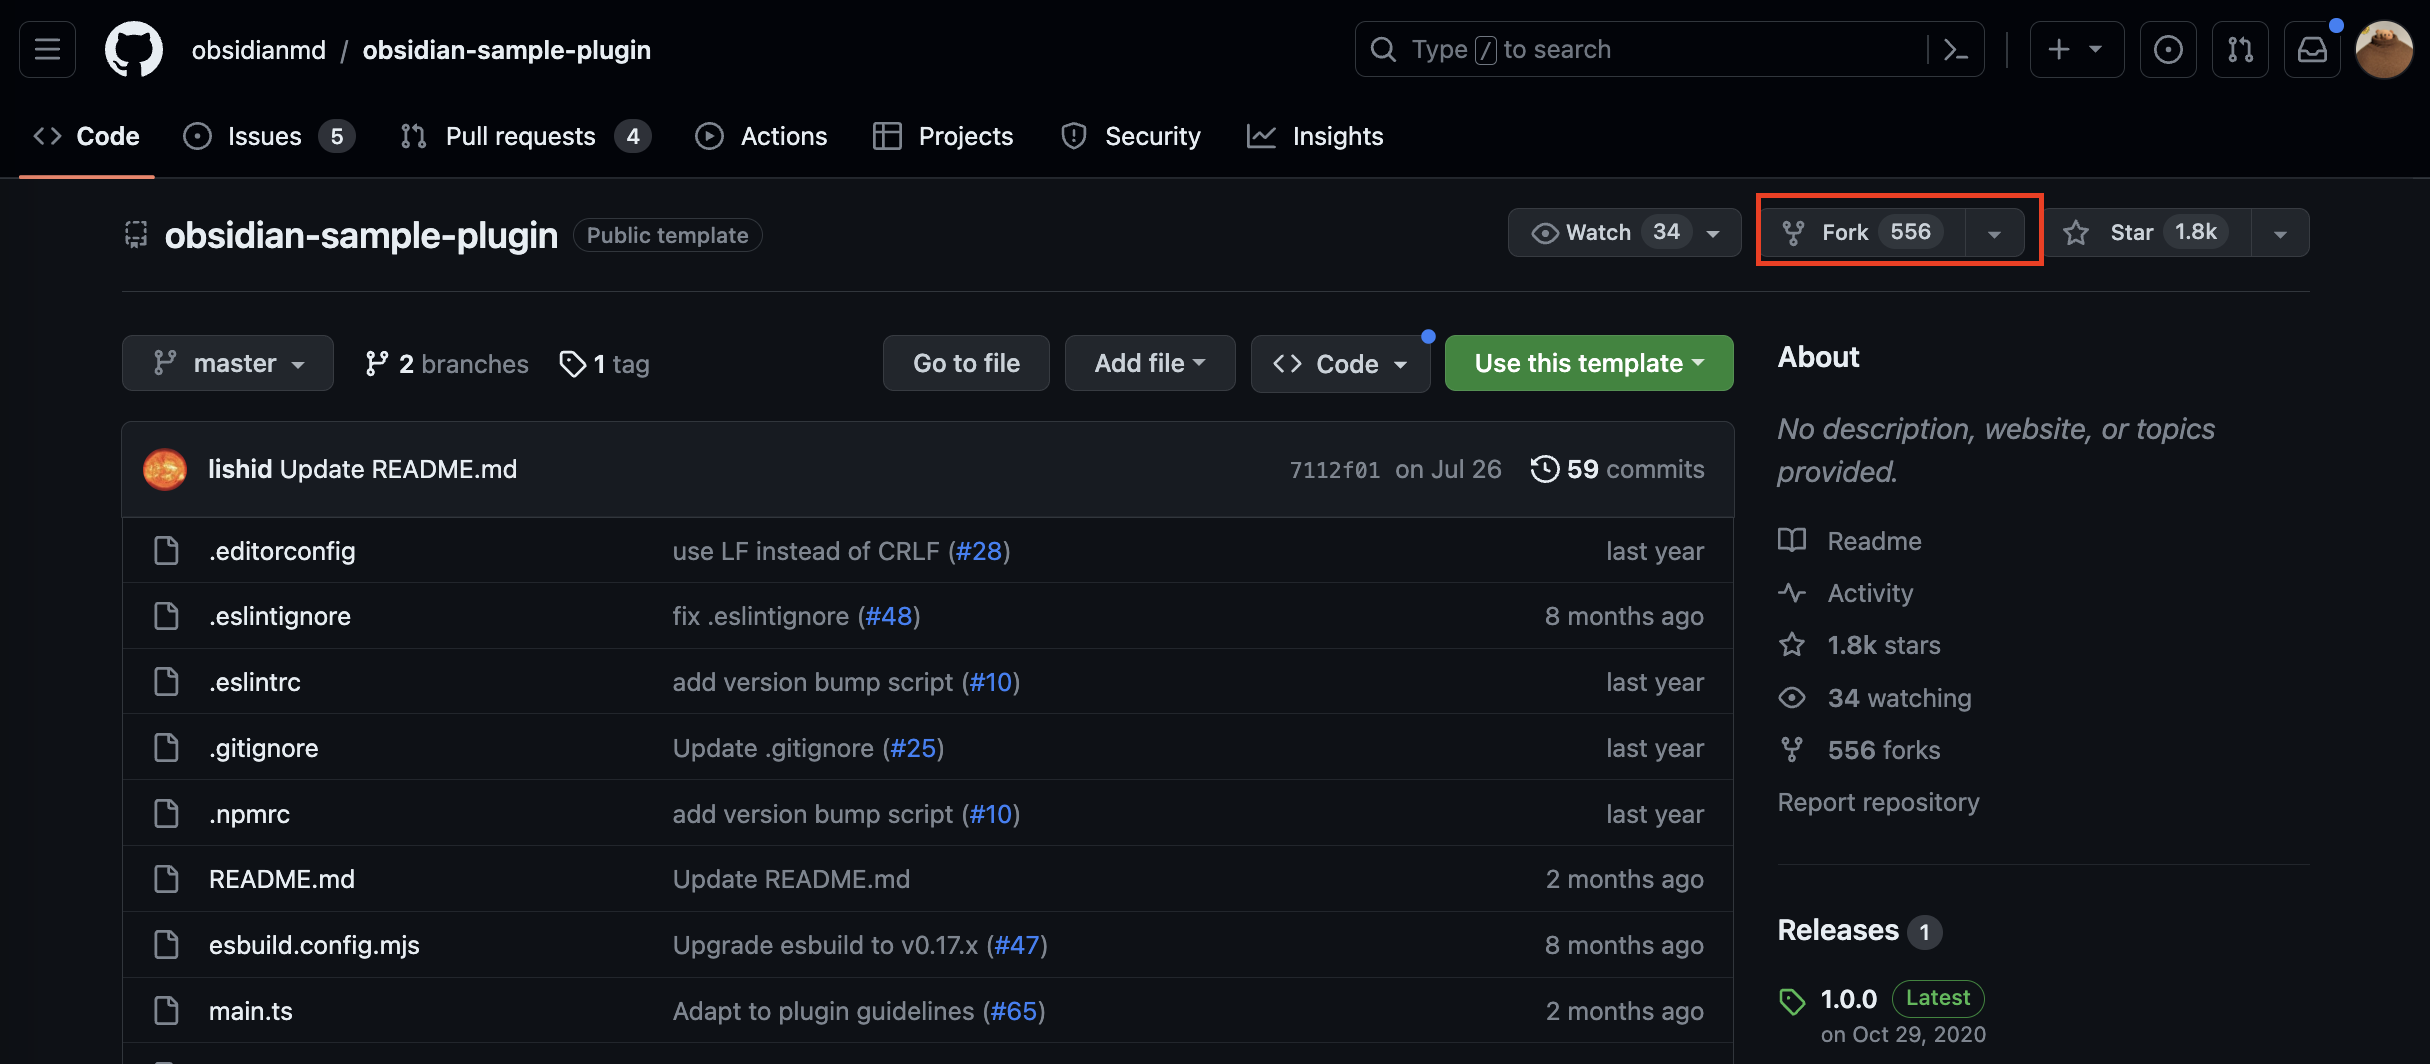 obsidianmd / obsidian-sample-plugin
Type / to search
Code
Issues 5
Pull requests 4
Actions
Projects
Security
Insights
obsidian-sample-plugin Public template
Watch 34
Fork 556
Star 1.8k
master
2 branches
1 tag
Go to file
Add file
Code
Use this template
lishid Update README.md 7112f01 on Jul 26 59 commits
.editorconfig use LF instead of CRLF (#28) last year
.eslintignore fix .eslintignore (#48) 8 months ago
.eslintrc add version bump script (#10) last year
.gitignore Update .gitignore (#25) last year
.npmrc add version bump script (#10) last year
README.md Update README.md 2 months ago
esbuild.config.mjs Upgrade esbuild to v0.17.x (#47) 8 months ago
main.ts Adapt to plugin guidelines (#65) 2 months ago
About
No description, website, or topics
provided.
Readme
Activity
1.8k stars
34 watching
556 forks
Report repository
Releases 1
1.0.0 Latest
on Oct 29, 2020